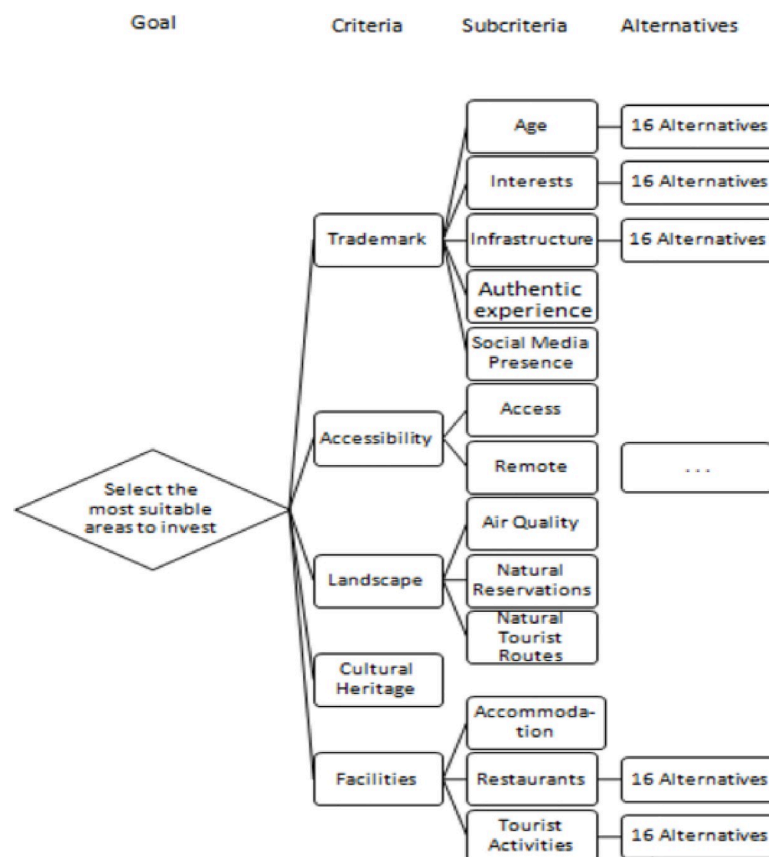 Goal
Criteria
Subcriteria
Alternatives
Age
16 Alternatives
Interests
16 Alternatives
Trademark
Infrastructure
16 Alternatives
Authentic
experience
Social Media
Presence
Accessibility
Access
Remote
. . .
Select the
most suitable
areas to invest
Landscape
Air Quality
Natural
Reservations
Natural
Tourist
Routes
Cultural
Heritage
Facilities
Accommoda-
tion
Restaurants
16 Alternatives
Tourist
Activities
16 Alternatives